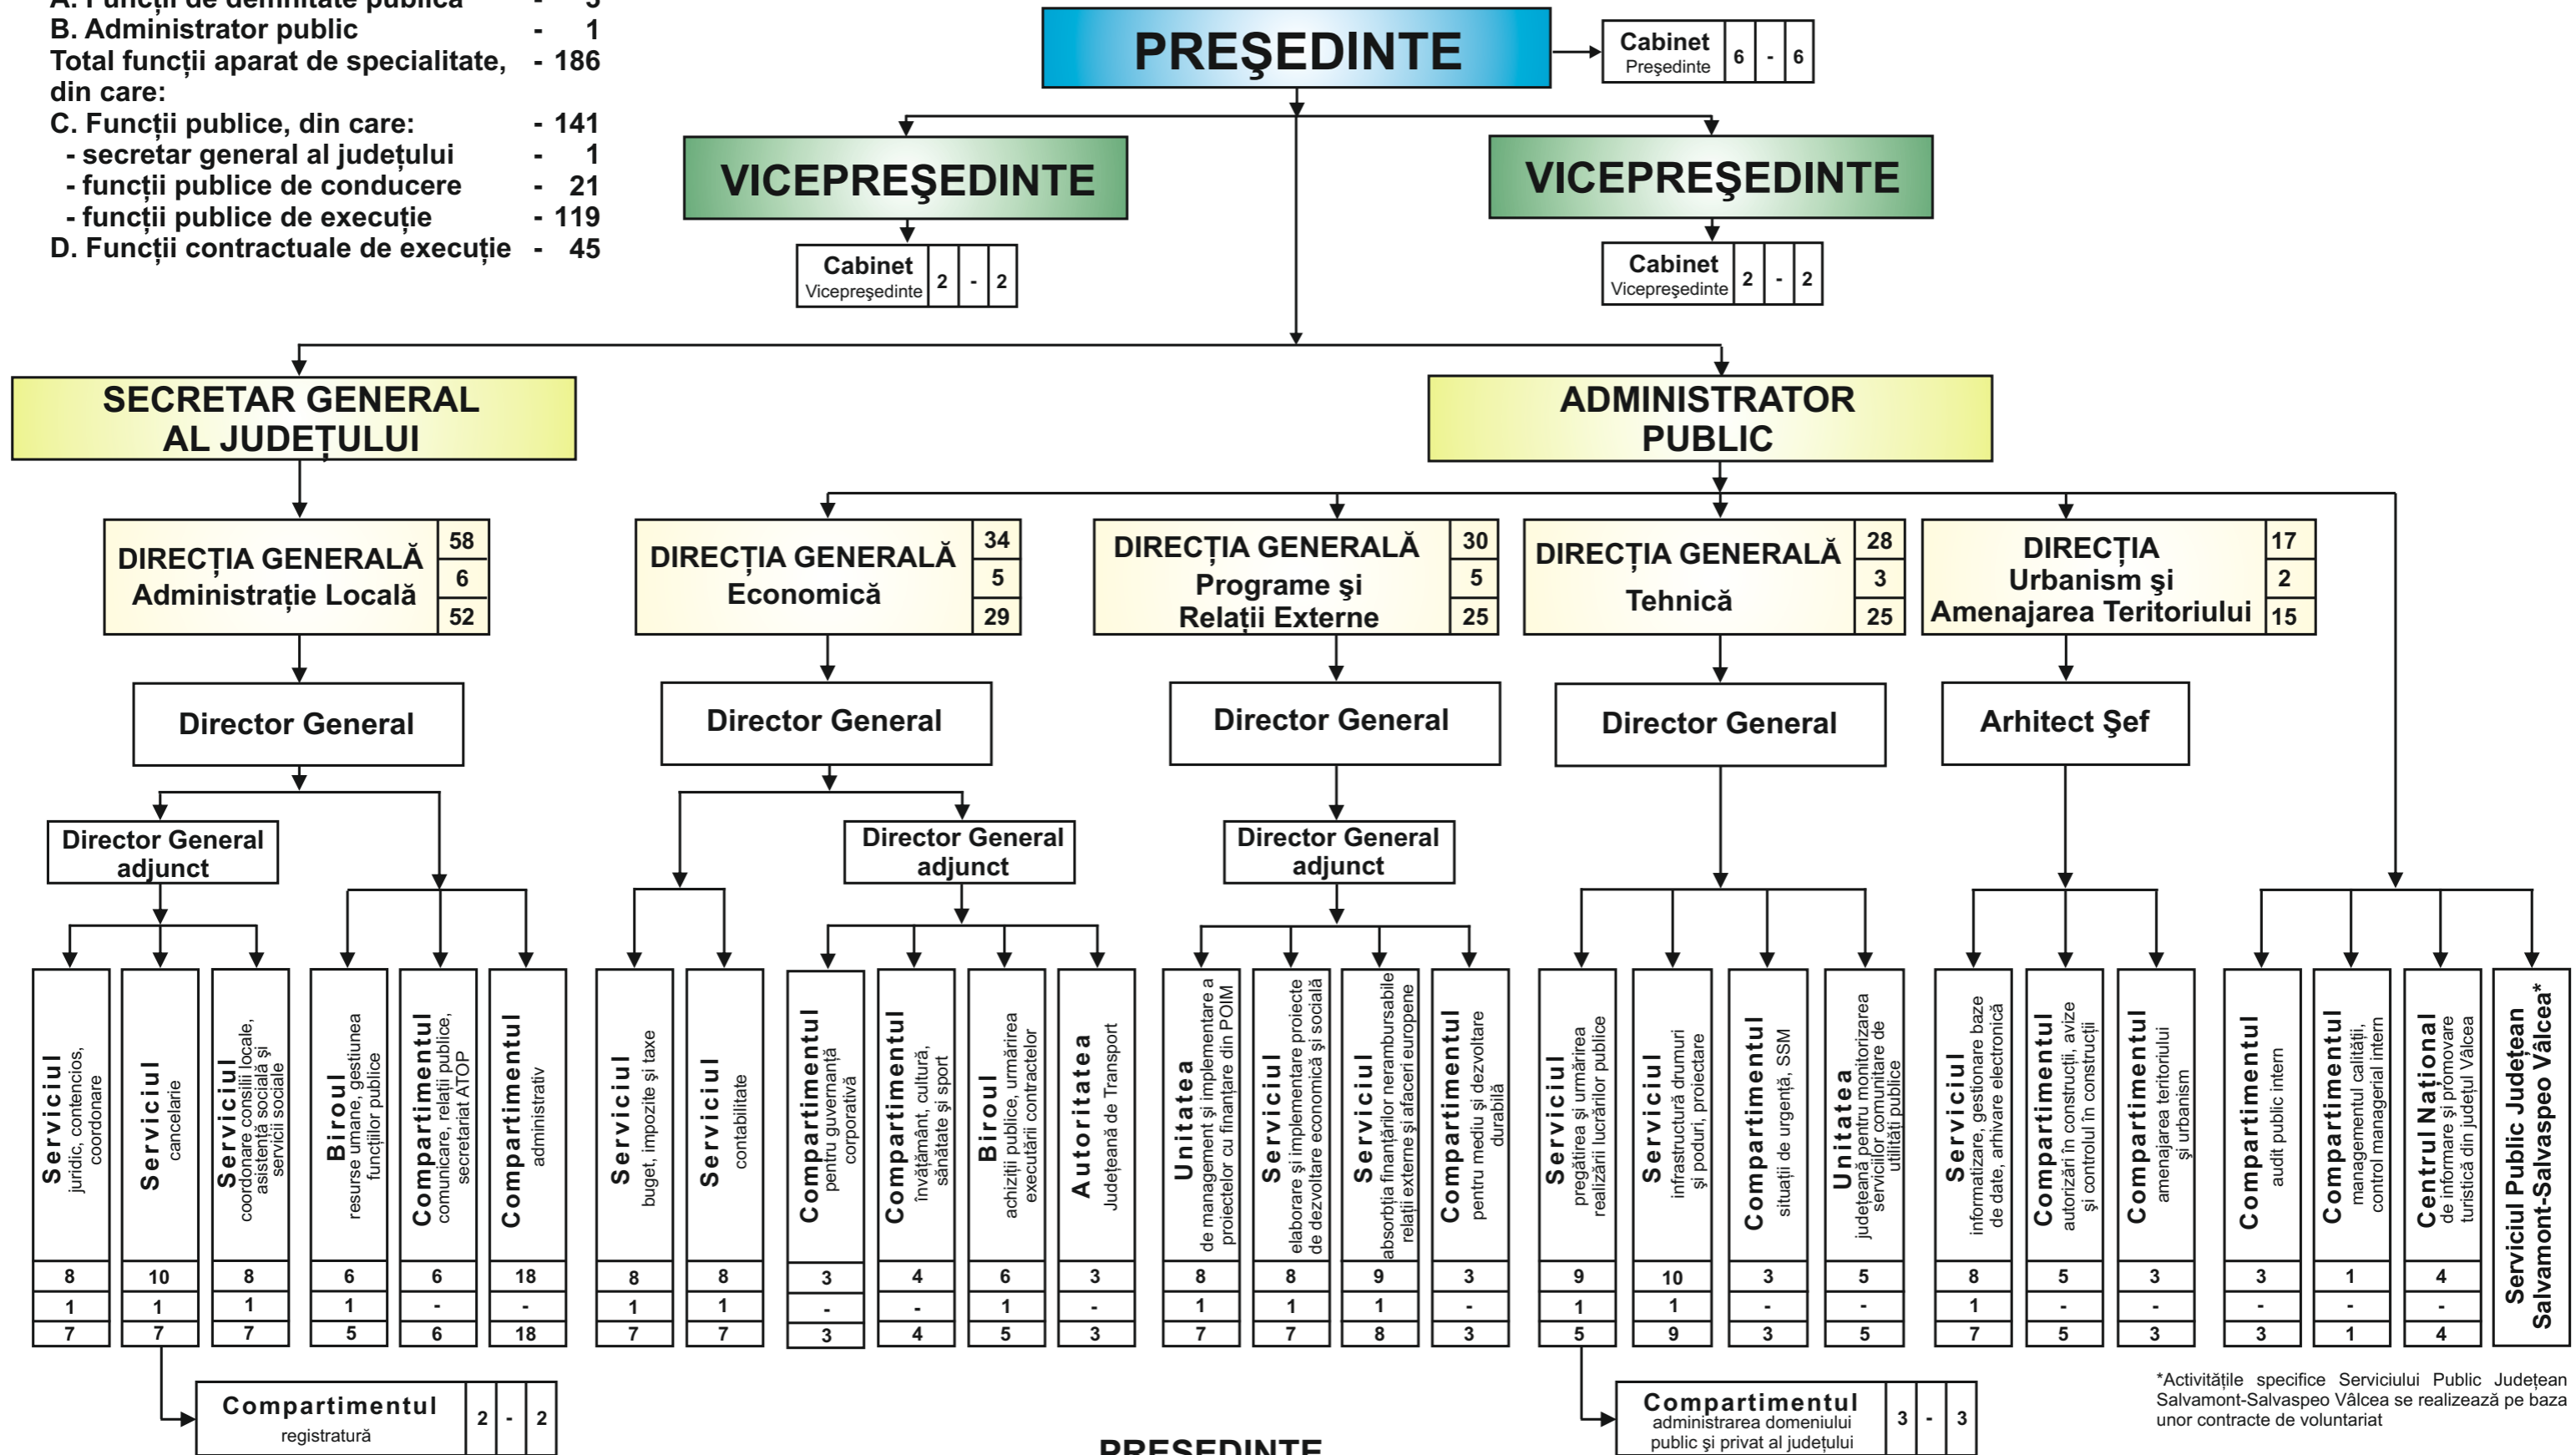 A. Funcții de demnitate publică - 3
B. Administrator public - 1
Total funcții aparat de specialitate, - 186
din care:
C. Funcții publice, din care: - 141
- secretar general al județului - 1
- funcții publice de conducere - 21
- funcții publice de execuție - 119
D. Funcții contractuale de execuție - 45
PREŞEDINTE
Cabinet
Preşedinte
6 - 6
VICEPREŞEDINTE
Cabinet
Vicepreşedinte
2 - 2
VICEPREŞEDINTE
Cabinet
Vicepreşedinte
2 - 2
SECRETAR GENERAL
AL JUDEȚULUI
ADMINISTRATOR
PUBLIC
DIRECȚIA GENERALĂ
Administrație Locală
58
6
52
DIRECȚIA GENERALĂ
Economică
34
5
29
DIRECȚIA GENERALĂ
Programe şi
Relații Externe
30
5
25
DIRECȚIA GENERALĂ
Tehnică
28
3
25
DIRECȚIA
Urbanism şi
Amenajarea Teritoriului
17
2
15
Director General
Director General
Director General
Director General
Arhitect Şef
Director General
adjunct
Director General
adjunct
Director General
adjunct
Serviciul
juridic, contencios,
coordonare
8
1
7
Serviciul
cancelarie
10
1
7
Serviciul
coordonare consilii locale,
asistență socială şi
servicii sociale
8
1
7
Biroul
resurse umane, gestiunea
funcțiilor publice
6
1
5
Compartimentul
comunicare, relații publice,
secretariat ATOP
6
-
6
Compartimentul
administrativ
18
-
18
Serviciul
buget, impozite şi taxe
8
1
7
Serviciul
contabilitate
8
1
7
Compartimentul
pentru guvernanță
corporativă
3
-
3
Compartimentul
învățământ, cultură,
sănătate şi sport
4
-
4
Biroul
achiziții publice, urmărirea
executării contractelor
6
1
5
Autoritatea
Județeană de Transport
3
-
3
Unitatea
de management şi implementare a
proiectelor cu finanțare din POIM
8
1
7
Serviciul
elaborare şi implementare proiecte
de dezvoltare economică şi socială
8
1
7
Serviciul
absorbția finanțărilor nerambursabile
relații externe şi afaceri europene
9
1
8
Compartimentul
pentru mediu şi dezvoltare
durabilă
3
-
3
Serviciul
pregătirea şi urmărirea
realizării lucrărilor publice
9
1
5
Serviciul
infrastructură drumuri
şi poduri, proiectare
10
1
9
Compartimentul
situații de urgență, SSM
3
-
3
Unitatea
județeană pentru monitorizarea
serviciilor comunitare de
utilități publice
5
-
5
Serviciul
informatizare, gestionare baze
de date, arhivare electronică
8
1
7
Compartimentul
autorizări în construcții, avize
şi controlul în construcții
5
-
5
Compartimentul
amenajarea teritoriului
şi urbanism
3
-
3
Compartimentul
audit public intern
3
-
3
Compartimentul
managementul calității,
control managerial intern
1
-
1
Centrul Național
de informare şi promovare
turistică din județul Vâlcea
4
-
4
Serviciul Public Județean
Salvamont-Salvaspeo Vâlcea*
Compartimentul
registratură
2 - 2
Compartimentul
administrarea domeniului
public şi privat al județului
3 - 3
*Activitățile specifice Serviciului Public Județean
Salvamont-Salvaspeo Vâlcea se realizează pe baza
unor contracte de voluntariat
PREŞEDINTE